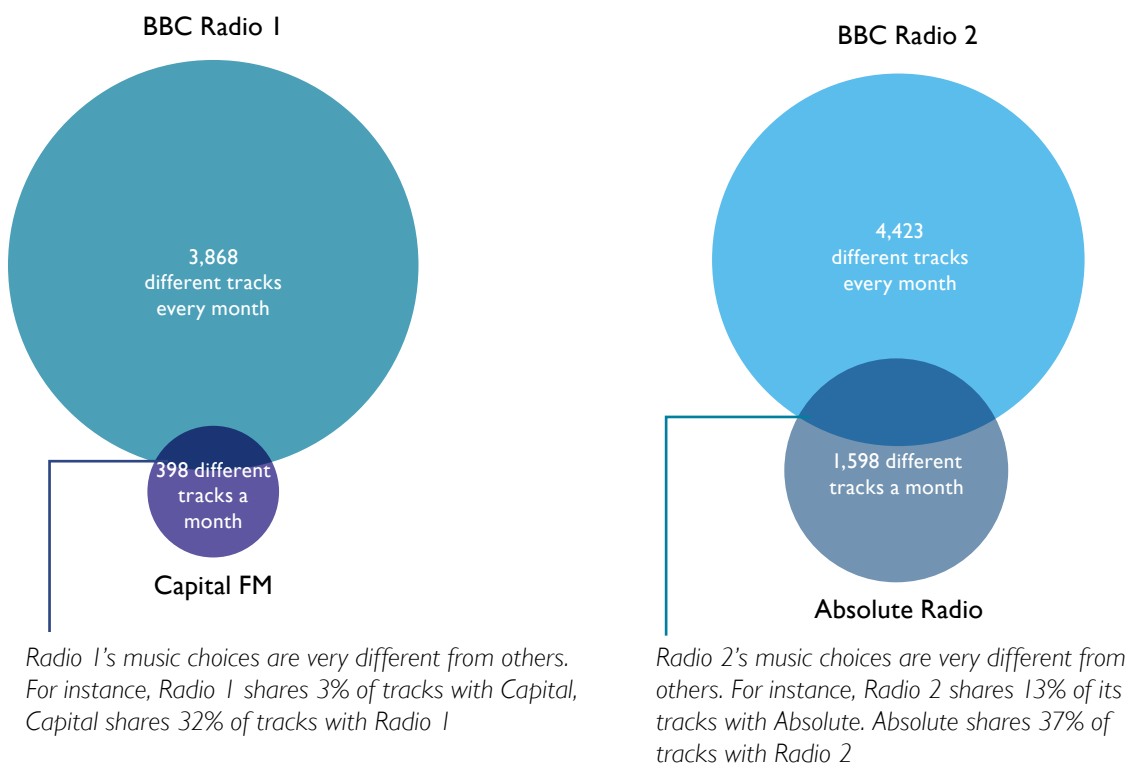 BBC Radio 1
3,868
different tracks
every month
398 different
tracks a
month
Capital FM
Radio 1's music choices are very different from others.
For instance, Radio 1 shares 3% of tracks with Capital,
Capital shares 32% of tracks with Radio 1
BBC Radio 2
4,423
different tracks
every month
1,598 different
tracks a month
Absolute Radio
Radio 2's music choices are very different from
others. For instance, Radio 2 shares 13% of its
tracks with Absolute. Absolute shares 37% of
tracks with Radio 2